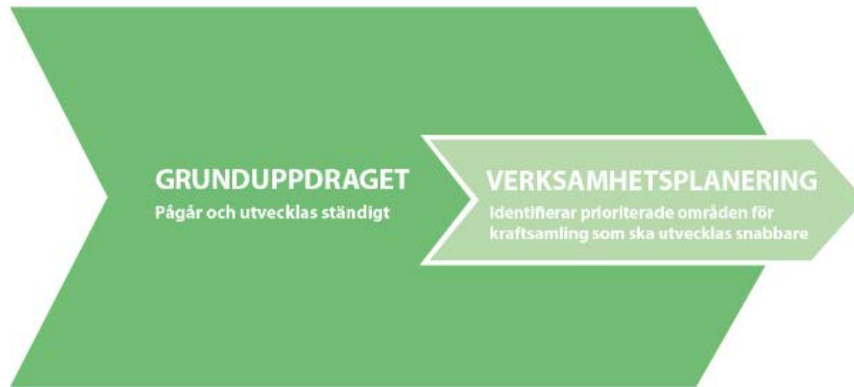 GRUNDUPPDRAGET
Pågår och utvecklas ständigt
VERKSAMHETSPLANERING
Identifierar prioriterade områden för
kraftsamling som ska utvecklas snabbare